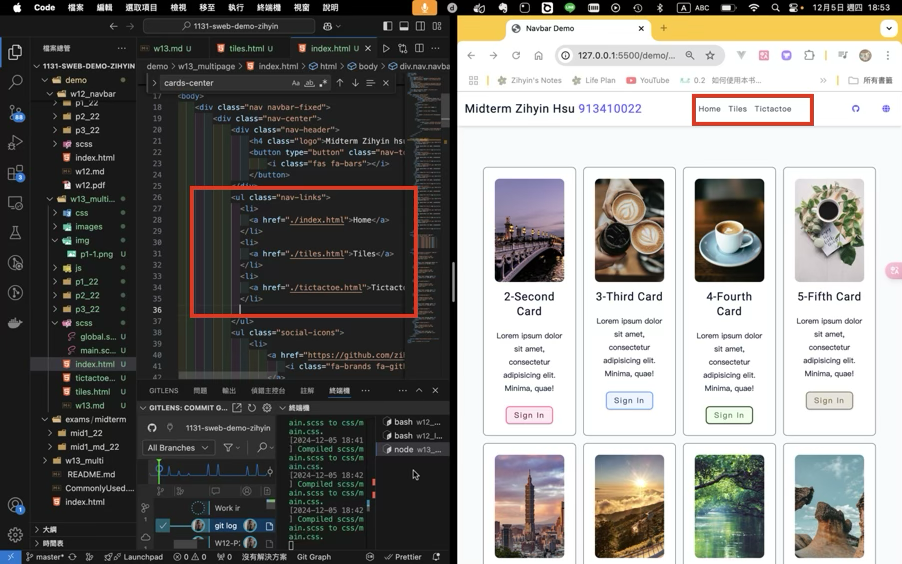 Code 檔案 編輯 選取項目 檢視 移至 執行 終端機 視窗 說明
ABC 12月5日 週四 18:53
1131-sweb-demo-zihyin
檔案總管
1131-SWEB-DEMO-ZIHYIN
demo
w12_navbar
p1_22
p2_22
p3_22
scss
index.html
w12.md
w12.pdf
w13_multi...
css
images
img
p1-1.png U
js
p1_22
p2_22
p3_22
scss
global.s... U
main.sc... U
index.html U
tictactoe... U
tiles.html U
w13.md U
exams/midterm
mid1_22
mid1_md_22
w13_multi
README.md
CommonlyUsed....
index.html
大綱
時間表
w13.md U tiles.html U index.html U
demo > w13_multipage > index.html > html > body > div.nav.navbar
cards-center
17 <body>
18 <div class="nav navbar-fixed">
19 <div class="nav-center">
20 <div class="nav-header">
21 <h4 class="logo">Midterm Zihyin hsu
22 <button type="button" class="nav-t
23 <i class="fas fa-bars"></i>
24 </button>
25 </div>
26 <ul class="nav-links">
27 <li>
28 <a href="./index.html">Home</a>
29 </li>
30 <li>
31 <a href="./tiles.html">Tiles</a>
32 </li>
33 <li>
34 <a href="./tictactoe.html">Tictact
35 </li>
36
37 </ul>
38 <ul class="social-icons">
39 <li>
40 <a href="https://github.com/zi
41 <i class="fa-brands fa-git
42 </a>
GITLENS 問題 輸出 偵錯主控台 註解 終端機
GITLENS: COMMIT G...
1131-sweb-demo-zihyin
All Branches
Work ir
git log
W12-P
終端機
ain.scss to css/m
ain.css.
[2024-12-05 18:41
] Compiled scss/m
ain.scss to css/m
ain.css.
[2024-12-05 18:42
] Compiled scss/m
ain.scss to css/m
ain.css.
[2024-12-05 18:42
] Compiled scss/m
ain.scss to css/m
ain.css.
bash w12_...
bash w12_l...
node w13_...
master* Launchpad 0 0 0 沒有解決方案 Git Graph Prettier
Navbar Demo
127.0.0.1:5500/demo/...
Zihyin's Notes Life Plan YouTube 0.2 如何使用本书... 所有書籤
Midterm Zihyin Hsu 913410022
Home Tiles Tictactoe
2-Second Card
Lorem ipsum dolor
sit amet,
consectetur
adipisicing elit.
Minima, quae!
Sign In
3-Third Card
Lorem ipsum dolor
sit amet,
consectetur
adipisicing elit.
Minima, quae!
Sign In
4-Fourth Card
Lorem ipsum dolor
sit amet,
consectetur
adipisicing elit.
Minima, quae!
Sign In
5-Fifth Card
Lorem ipsum dolor
sit amet,
consectetur
adipisicing elit.
Minima, quae!
Sign In